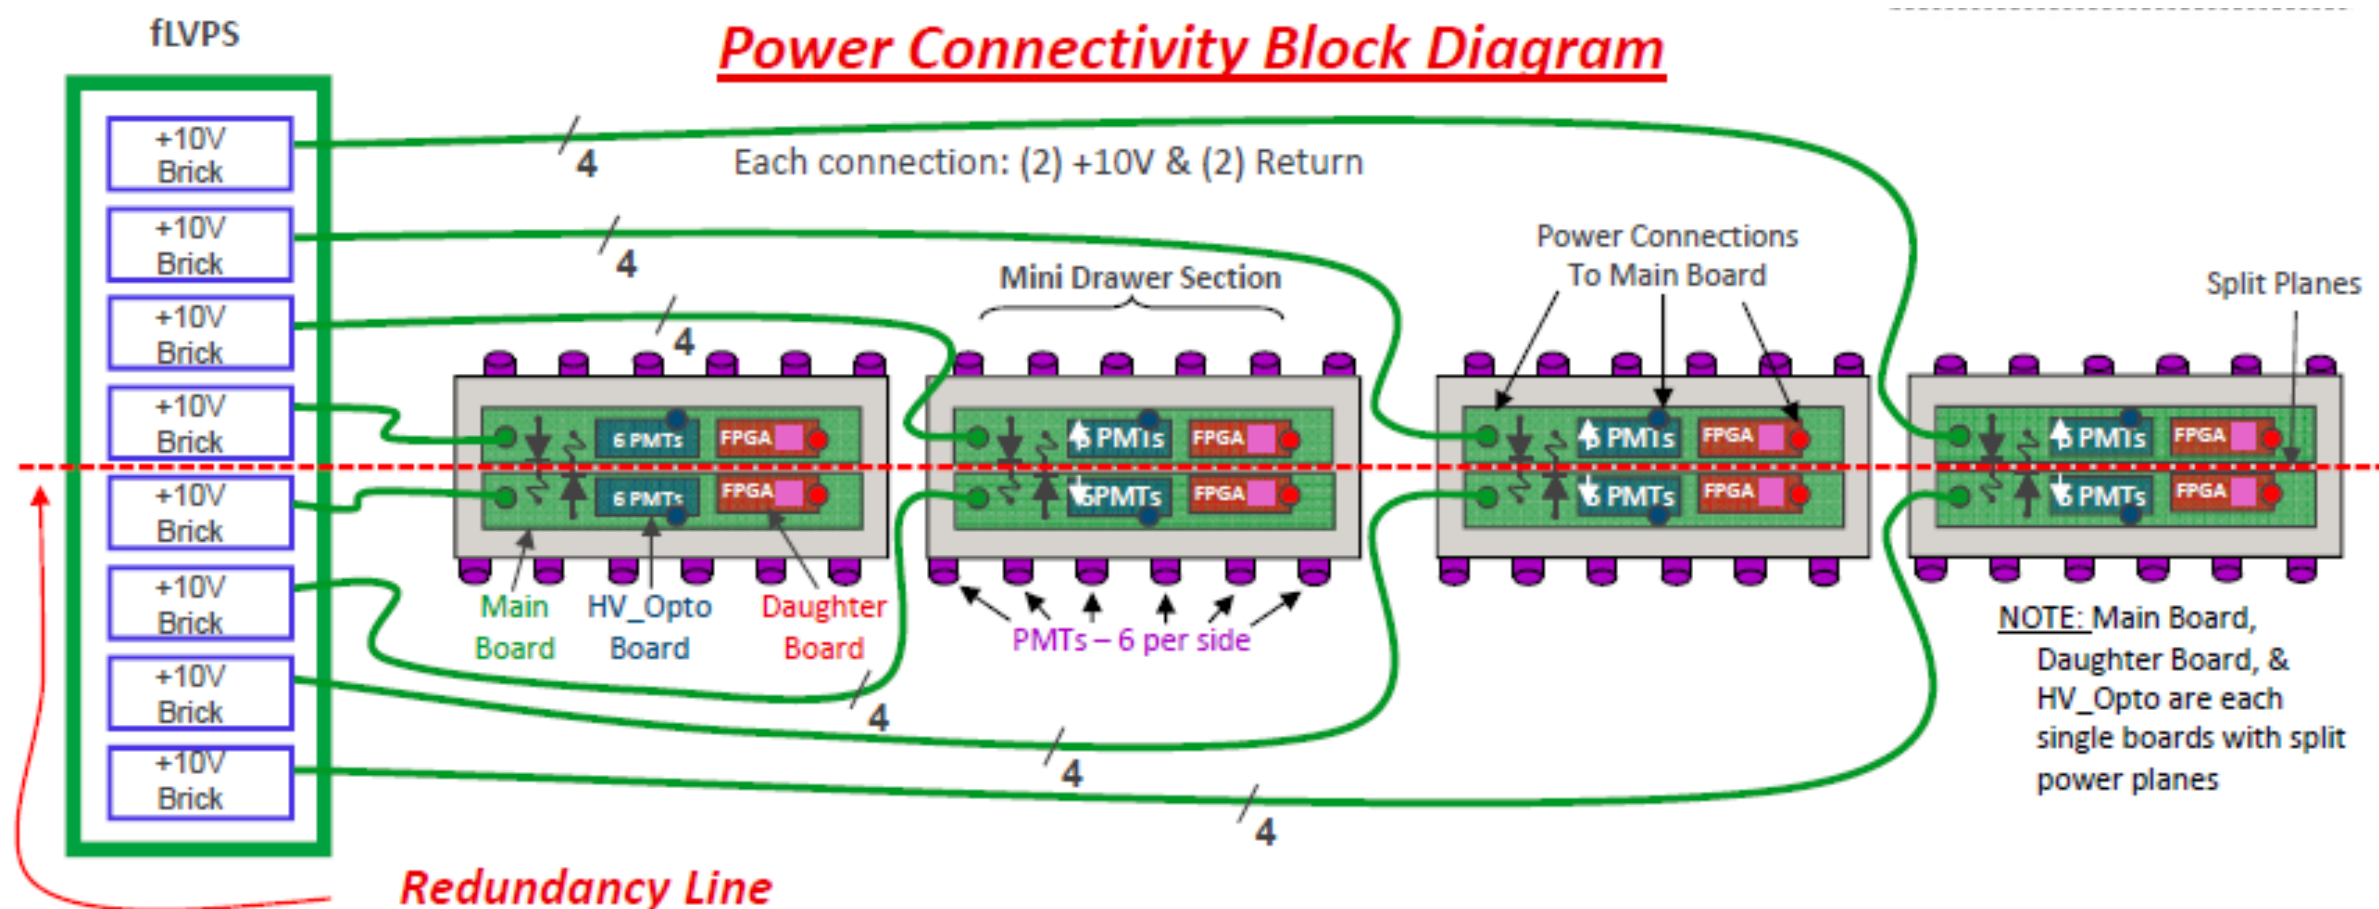 fLVPS
Power Connectivity Block Diagram
+10V
Brick
+10V
Brick
+10V
Brick
+10V
Brick
+10V
Brick
+10V
Brick
+10V
Brick
+10V
Brick
4
Each connection: (2) +10V & (2) Return
4
4
Mini Drawer Section
Power Connections
To Main Board
Split Planes
6 PMTs
FPGA
6 PMTs
FPGA
6 PMTs
FPGA
6PMTs
FPGA
6 PMTs
FPGA
6 PMTs
FPGA
6 PMTs
FPGA
6 PMTs
FPGA
Main
Board
HV_Opto
Board
Daughter
Board
PMTs – 6 per side
NOTE: Main Board,
Daughter Board, &
HV_Opto are each
single boards with split
power planes
4
4
4
Redundancy Line